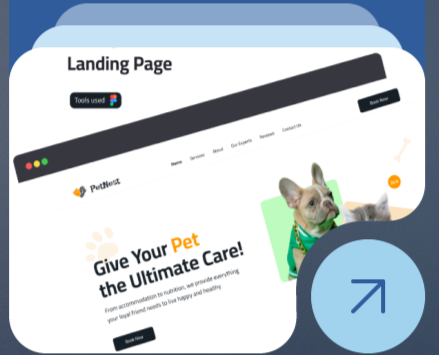 Landing Page
Tools used
Book Now
Home Services About Our Experts Reviews Contact Us
PetNest
Give Your Pet
the Ultimate Care!
From accommodation to nutrition, we provide everything
your loyal friend needs to live happy and healthy.
Book Now